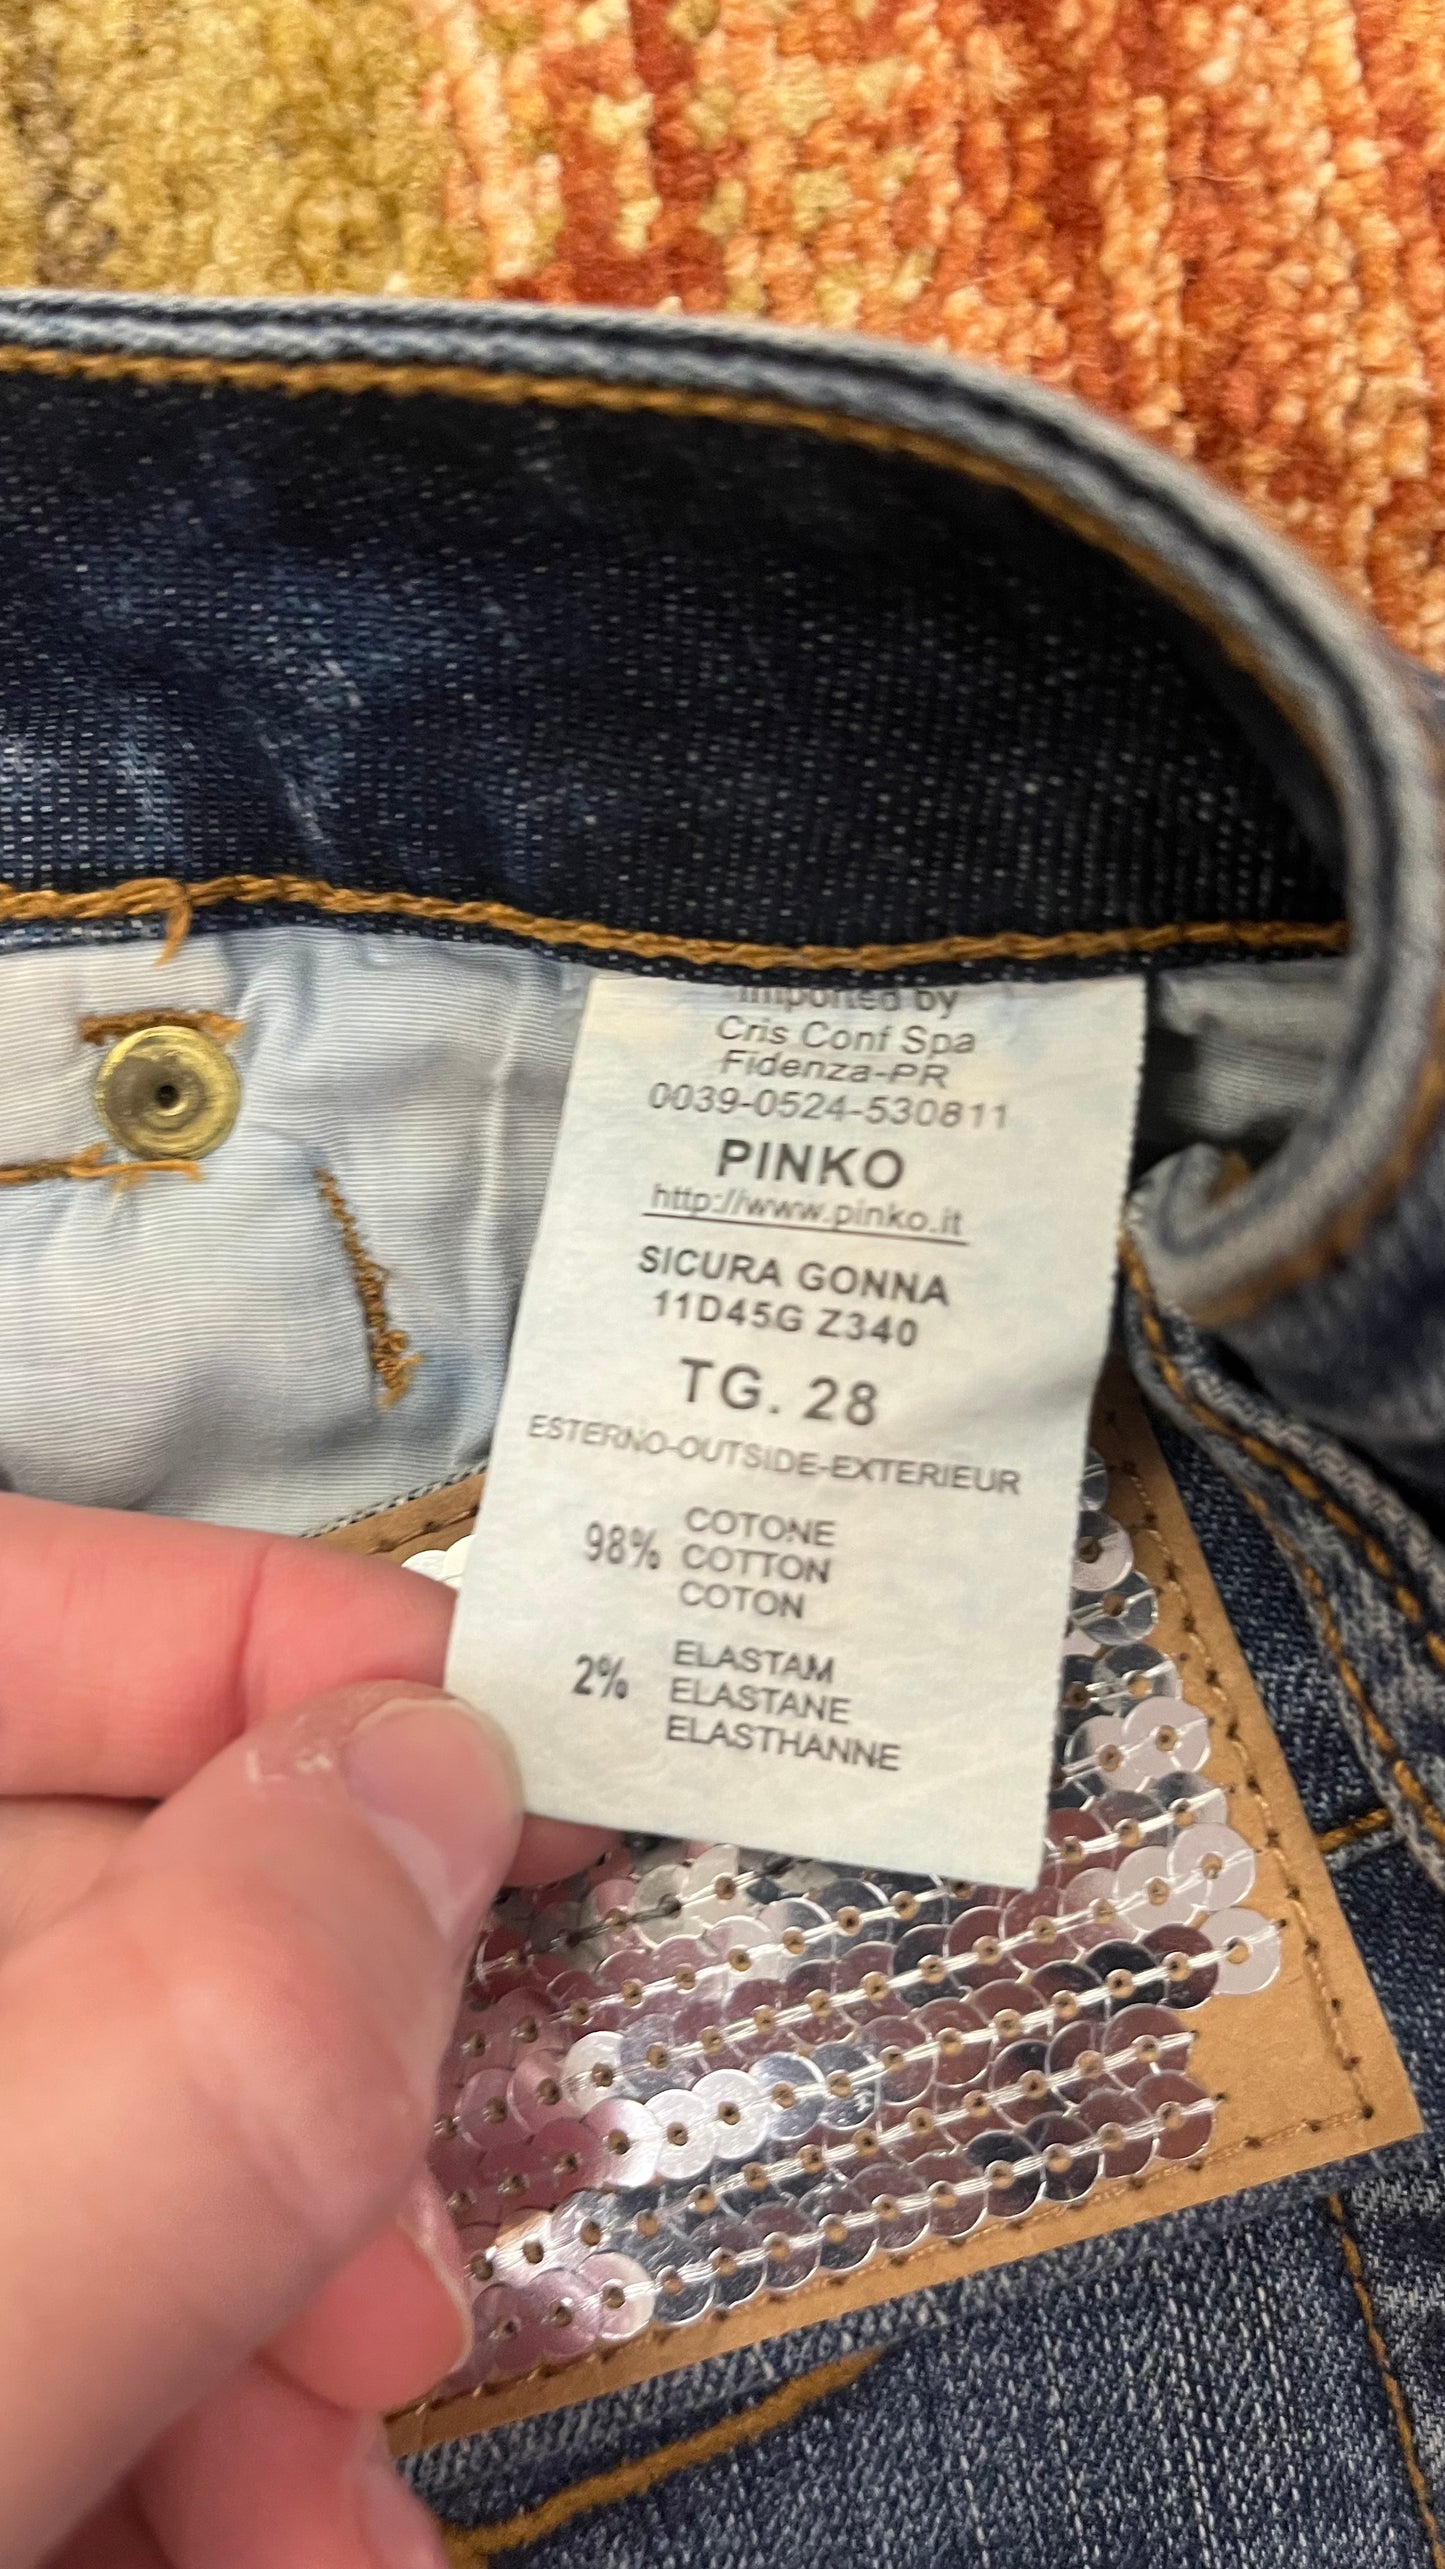 Imported by
Cris Conf Spa
Fidenza-PR
0039-0524-530811
PINKO
http://www.pinko.it
SICURA GONNA
11D45G Z340
TG. 28
ESTERNO-OUTSIDE-EXTERIEUR
98% COTONE
COTTON
COTON
2% ELASTAM
ELASTANE
ELASTHANNE